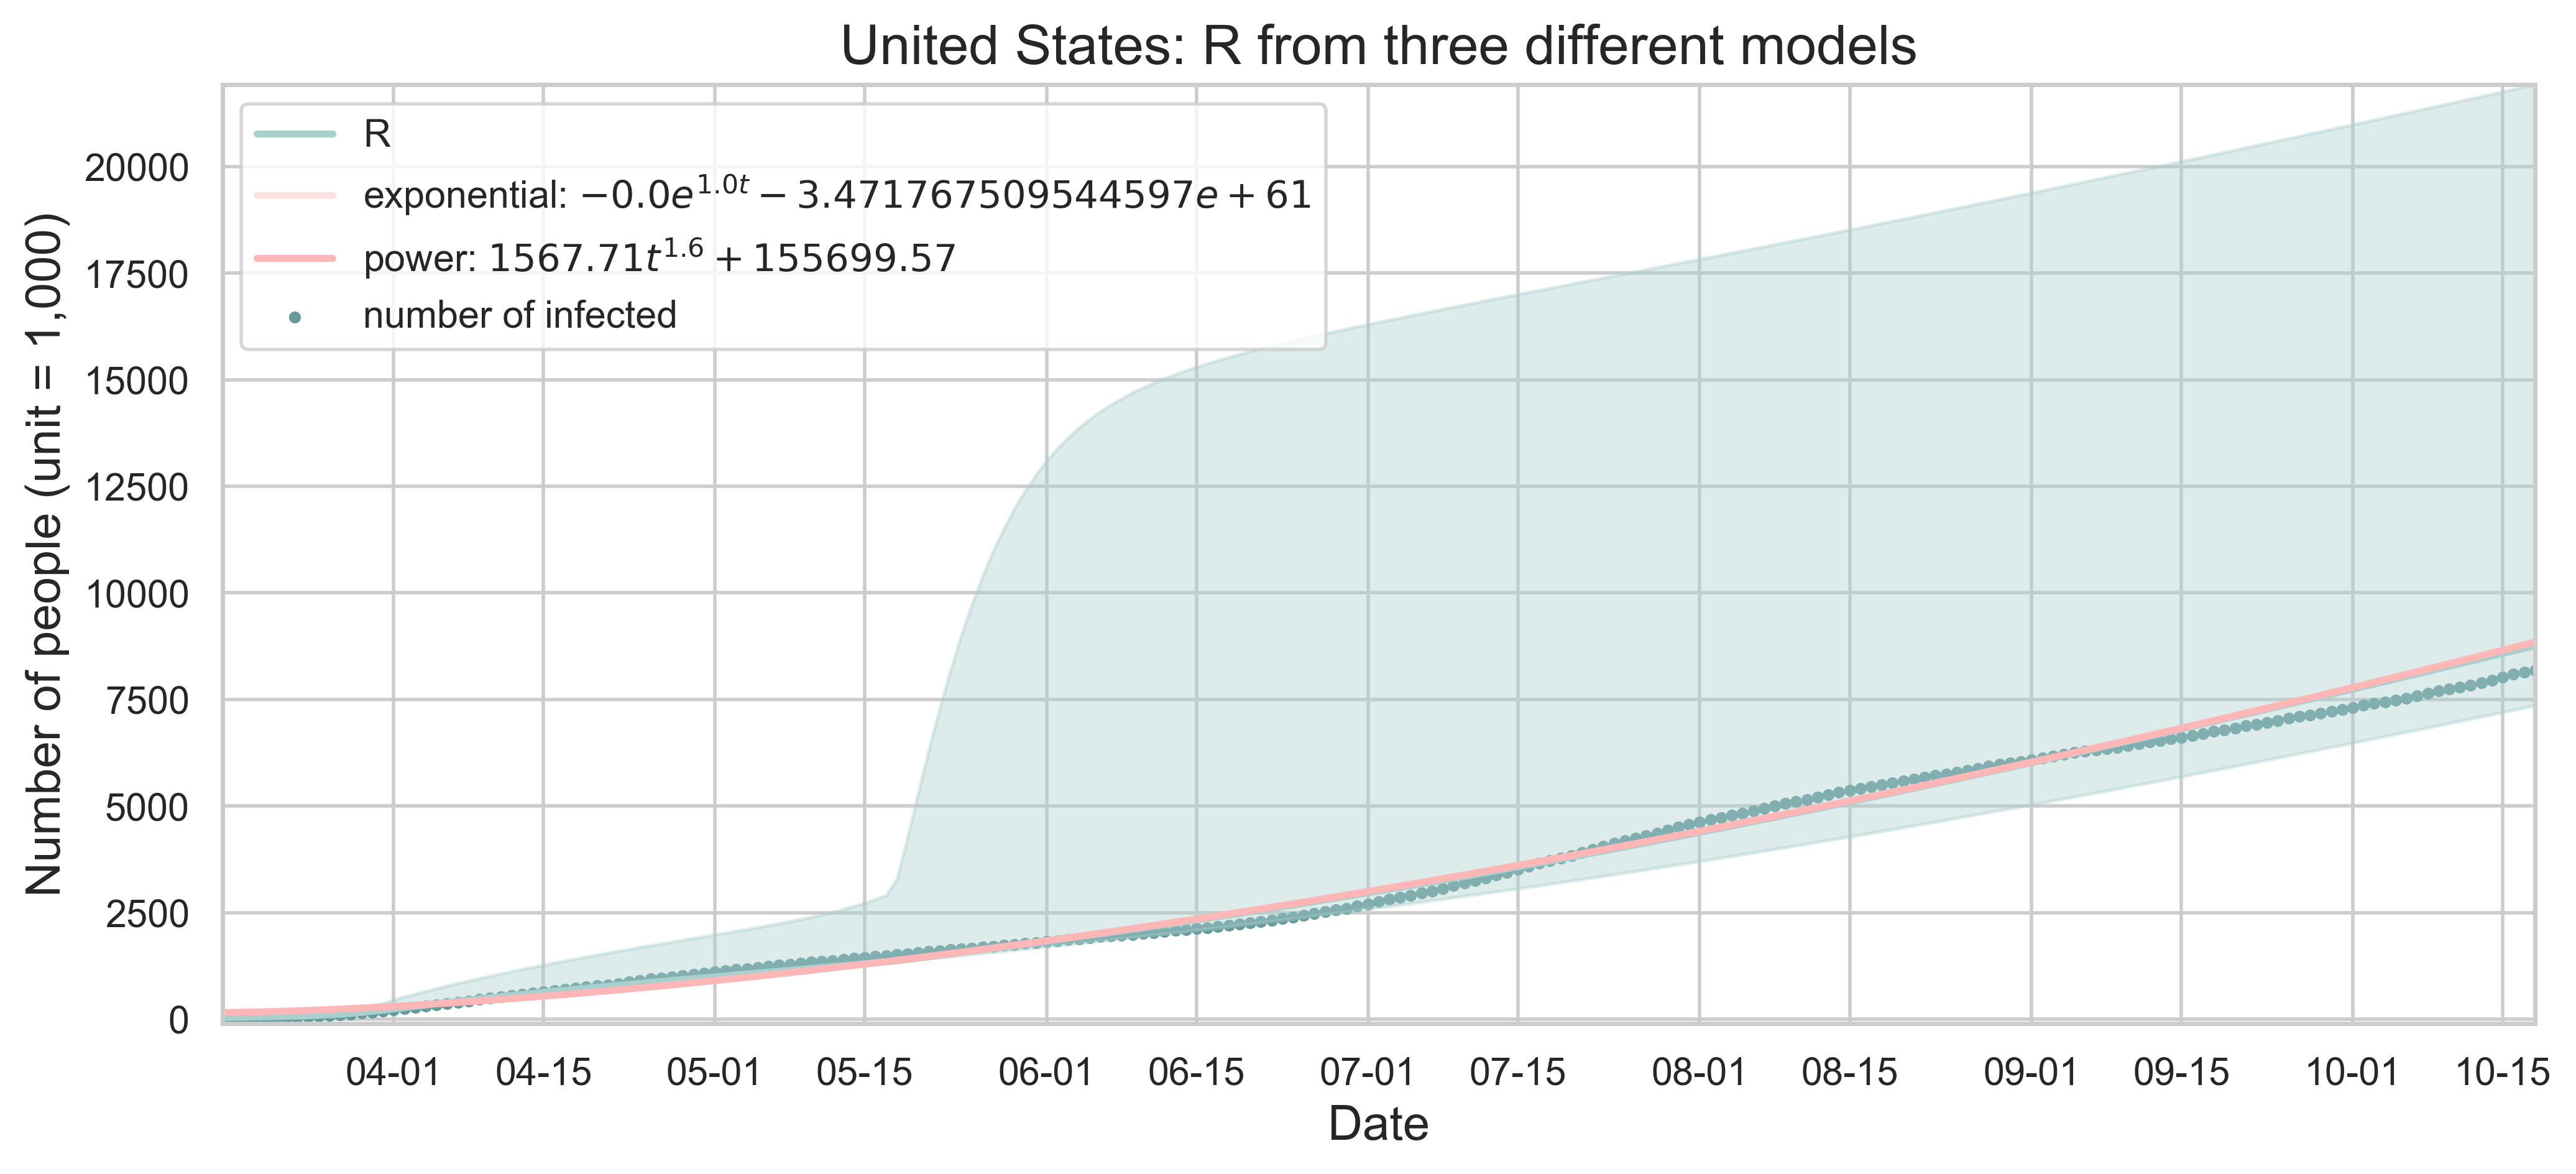 United States: R from three different models
Number of people (unit = 1,000)
20000
17500
15000
12500
10000
7500
5000
2500
0
R
exponential: −0.0e^{1.0t} − 3.4717675095445976e + 61
power: 1567.71t^{1.6} + 155699.57
number of infected
04-01 04-15 05-01 05-15 06-01 06-15 07-01 07-15 08-01 08-15 09-01 09-15 10-01 10-15
Date